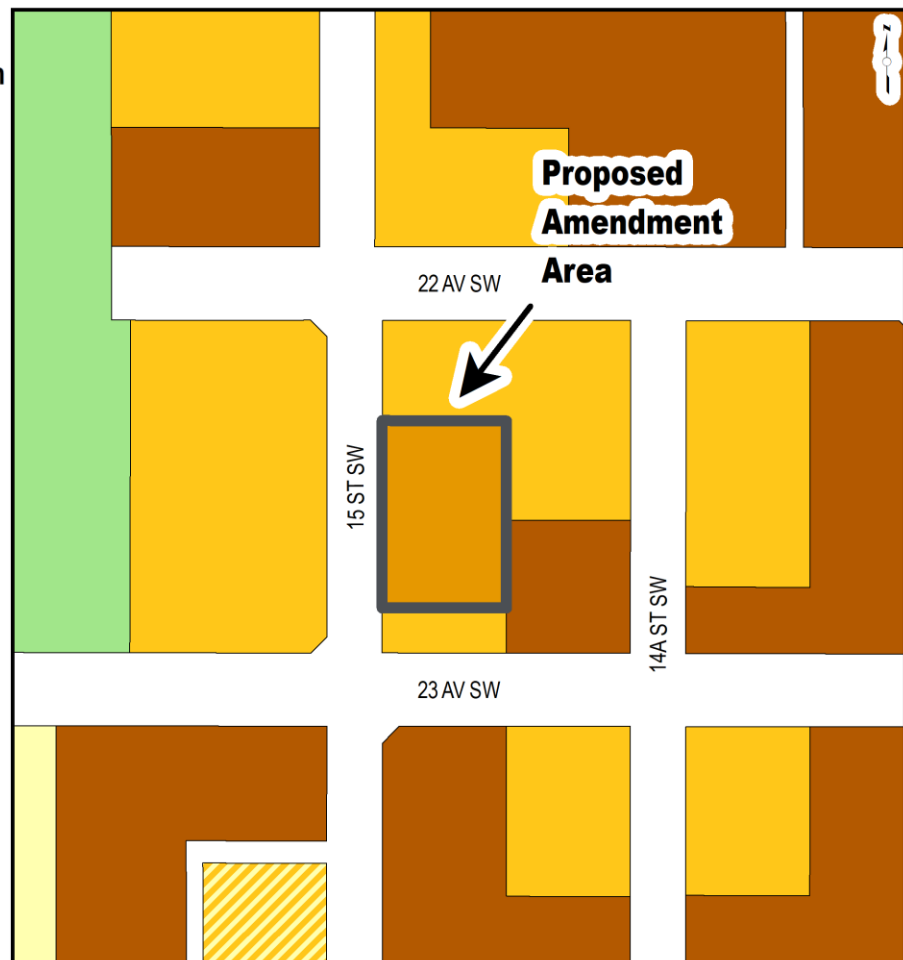 n
N
Proposed
Amendment
Area
22 AV SW
15 ST SW
14A ST SW
23 AV SW